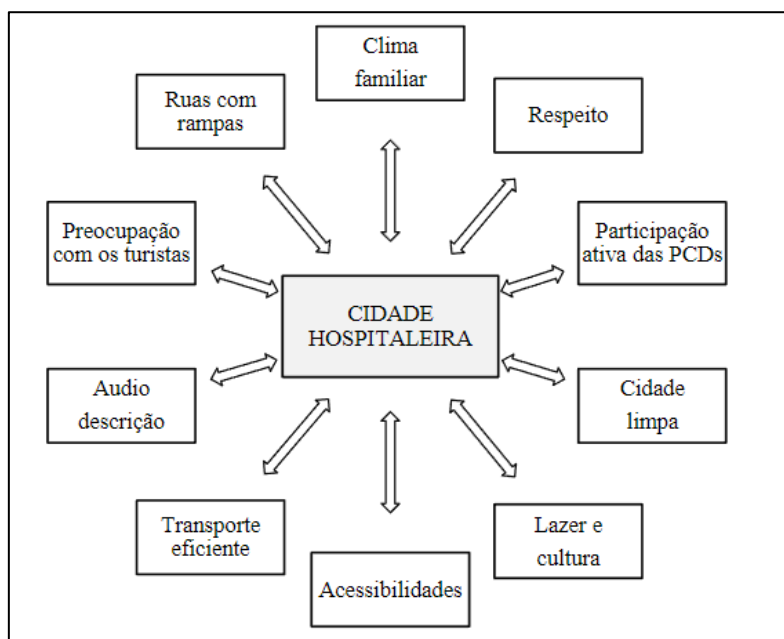 Clima
familiar
Ruas com
rampas
Respeito
Preocupação
com os turistas
Participação
ativa das PCDs
CIDADE
HOSPITALEIRA
Audio
descrição
Cidade
limpa
Transporte
eficiente
Lazer e
cultura
Acessibilidades